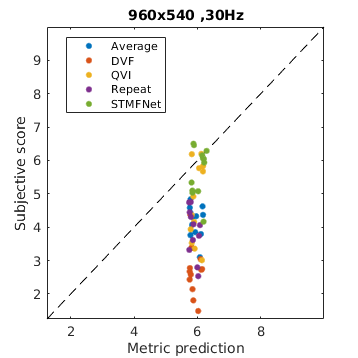 960x540 ,30Hz
Average
DVF
QVI
Repeat
STMFNet
Subjective score
9
8
7
6
5
4
3
2
2
4
6
8
Metric prediction